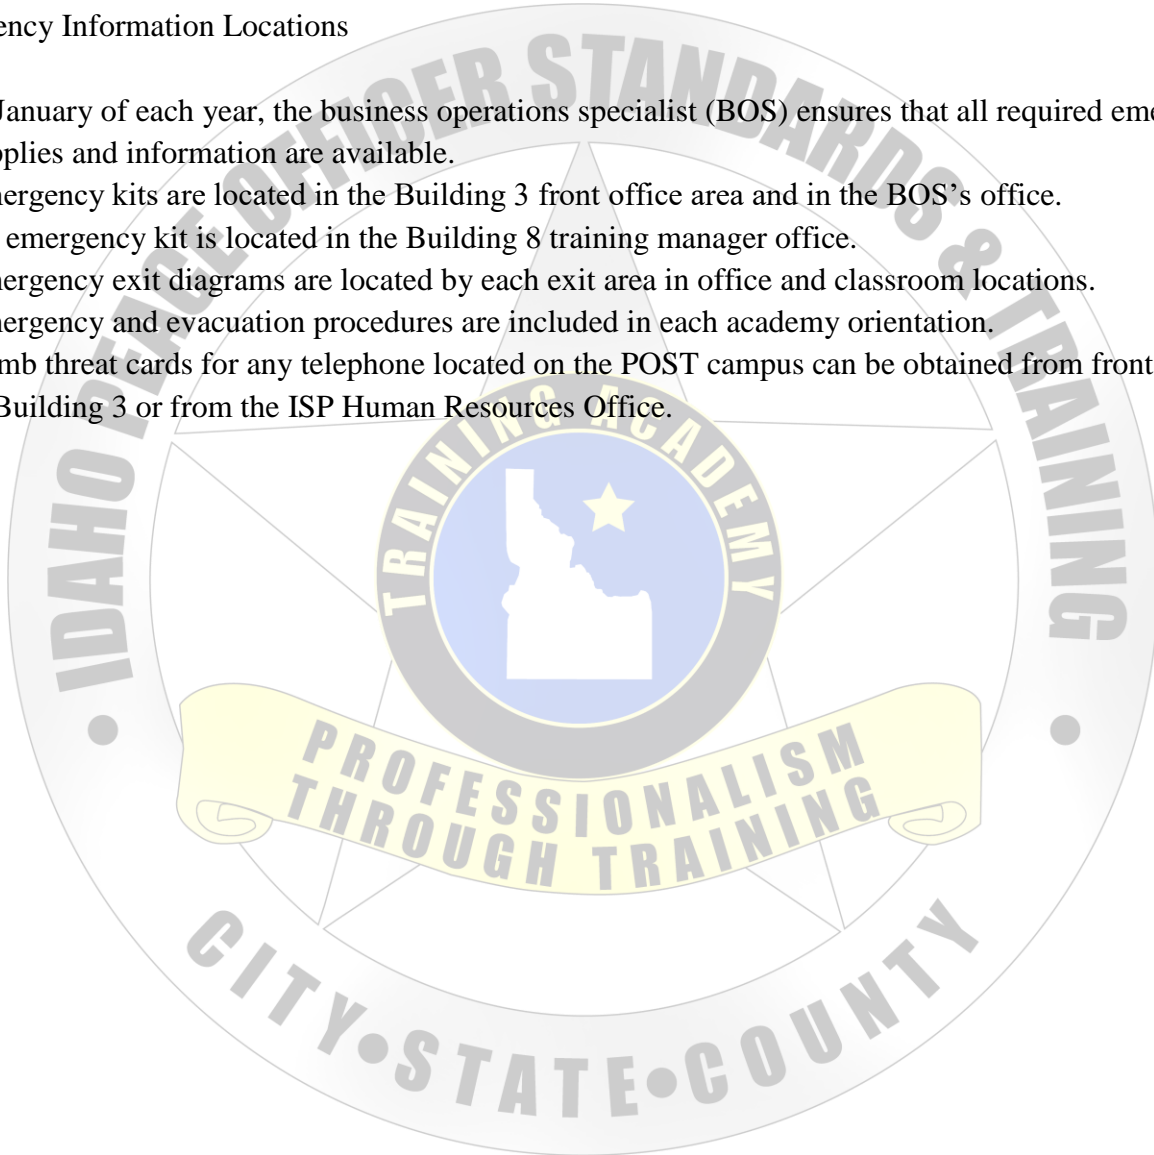 ency Information Locations
January of each year, the business operations specialist (BOS) ensures that all required eme
pplies and information are available.
nergency kits are located in the Building 3 front office area and in the BOS’s office.
emergency kit is located in the Building 8 training manager office.
nergency exit diagrams are located by each exit area in office and classroom locations.
nergency and evacuation procedures are included in each academy orientation.
mb threat cards for any telephone located on the POST campus can be obtained from front
Building 3 or from the ISP Human Resources Office.
IDAHO PEACE OFFICER STANDARDS & TRAINING
TRAINING ACADEMY
PROFESSIONALISM
THROUGH TRAINING
CITY•STATE•COUNTY